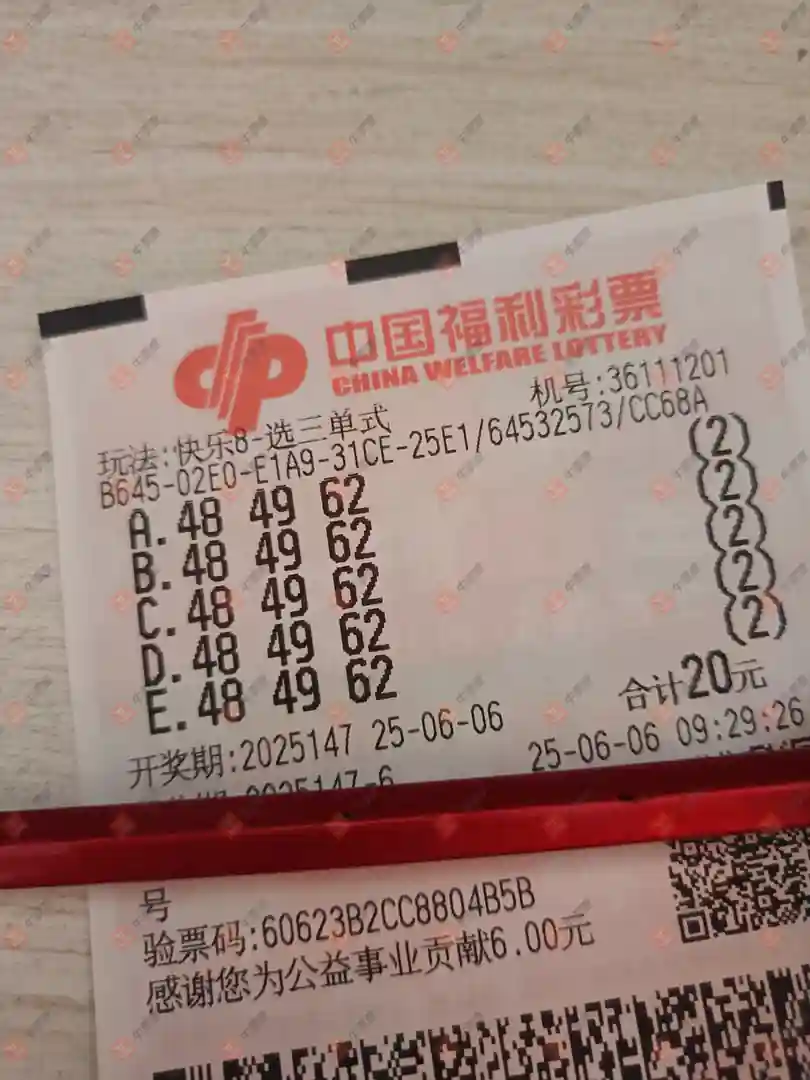 中国福利彩票
CHINA WELFARE LOTTERY
机号:36111201
玩法:快乐8-选三单式
B645-02E0-E1A9-31CE-25E1/64532573/CC68A
A.48 49 62 (2)
B.48 49 62 (2)
C.48 49 62 (2)
D.48 49 62 (2)
E.48 49 62 (2)
合计20元
开奖期:2025147 25-06-06 25-06-06 09:29:26
号
验票码:60623B2CC8804B5B
感谢您为公益事业贡献6.00元